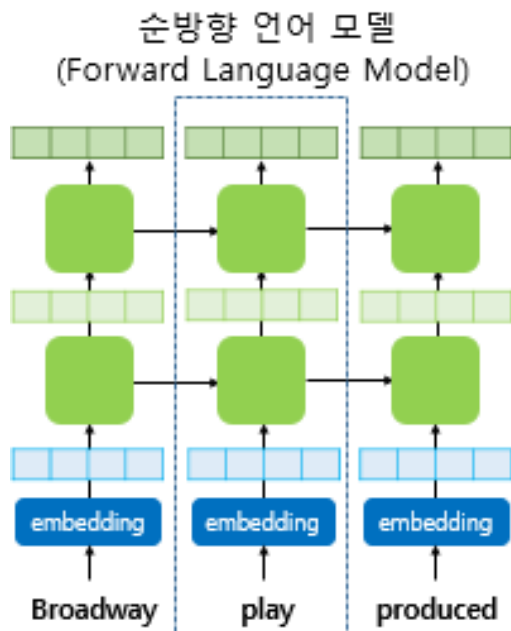 순방향 언어 모델
(Forward Language Model)
embedding embedding embedding
Broadway play produced